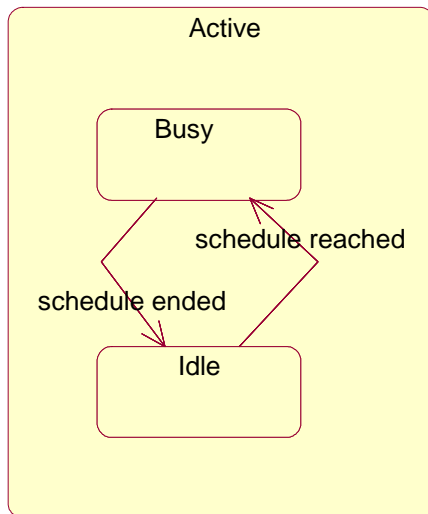 Active
Busy
schedule reached
schedule ended
Idle